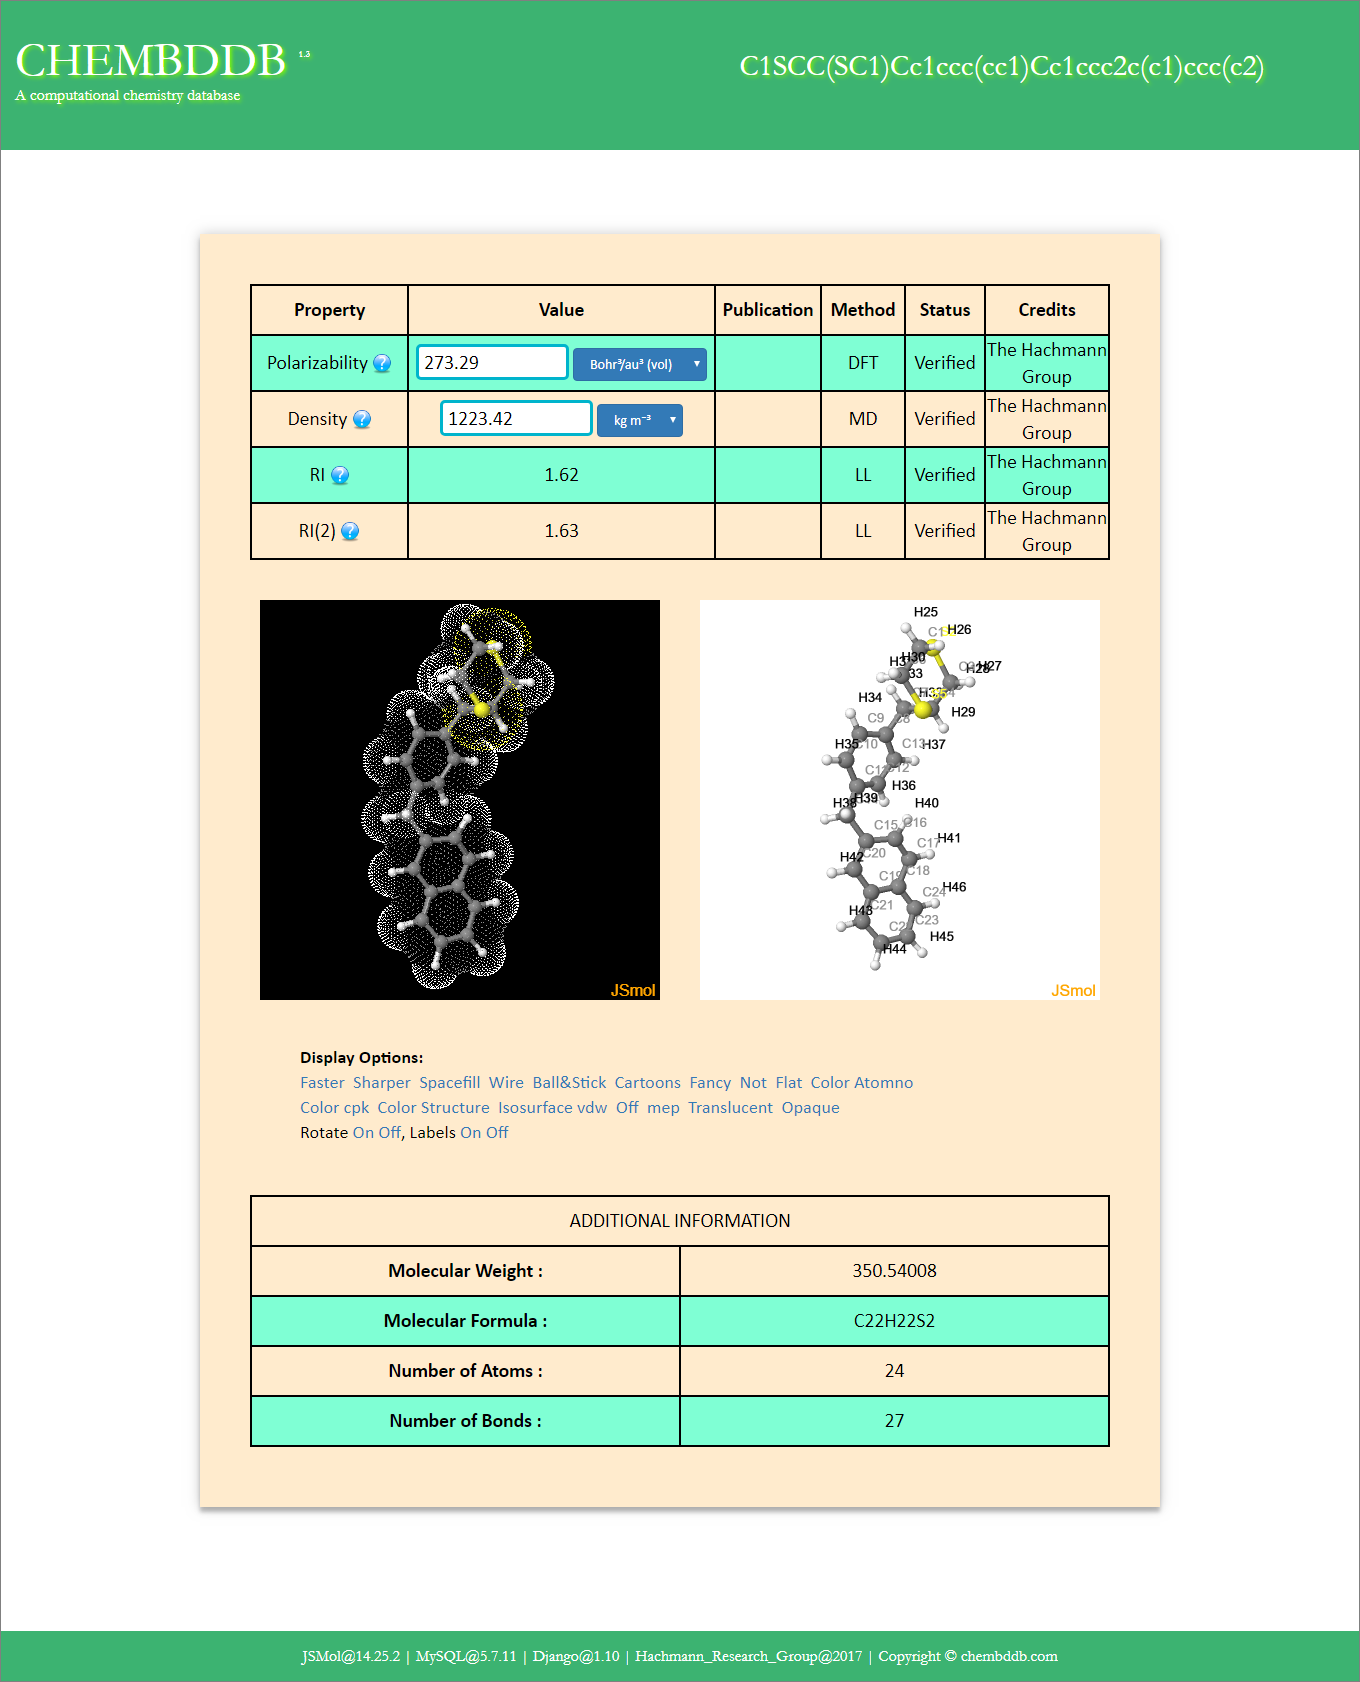 CHEMBDDB 1.3
A computational chemistry database
C1SCC(SC1)Cc1ccc(cc1)Cc1ccc2c(c1)ccc(c2)
Property Value Publication Method Status Credits
Polarizability ? 273.29 Bohr³/au³ (vol) DFT Verified The Hachmann Group
Density ? 1223.42 kg m⁻³ MD Verified The Hachmann Group
RI ? 1.62 LL Verified The Hachmann Group
RI(2) ? 1.63 LL Verified The Hachmann Group
JSmol
H25
C1 H26
H30 H28 H27
33
H34 H29
C9
H35 C10 C13 H37
C12
H36
H38 H39 H40
C15 C16
C17 H41
H42 C20
C18
C24 H46
H43 C21
C23
H45
H44
JSmol
Display Options:
Faster Sharper Spacefill Wire Ball&Stick Cartoons Fancy Not Flat Color Atomno
Color cpk Color Structure Isosurface vdw Off mep Translucent Opaque
Rotate On Off, Labels On Off
ADDITIONAL INFORMATION
Molecular Weight : 350.54008
Molecular Formula : C22H22S2
Number of Atoms : 24
Number of Bonds : 27
JSMol@14.25.2 | MySQL@5.7.11 | Django@1.10 | Hachmann_Research_Group@2017 | Copyright © chembddb.com